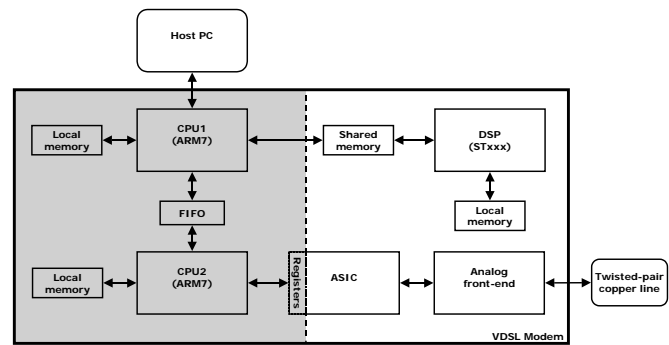 Host PC
Local
memory
CPU1
(ARM7)
Shared
memory
DSP
(STxxx)
FIFO
Local
memory
Local
memory
CPU2
(ARM7)
Registers
ASIC
Analog
front-end
Twisted-pair
copper line
VDSL Modem